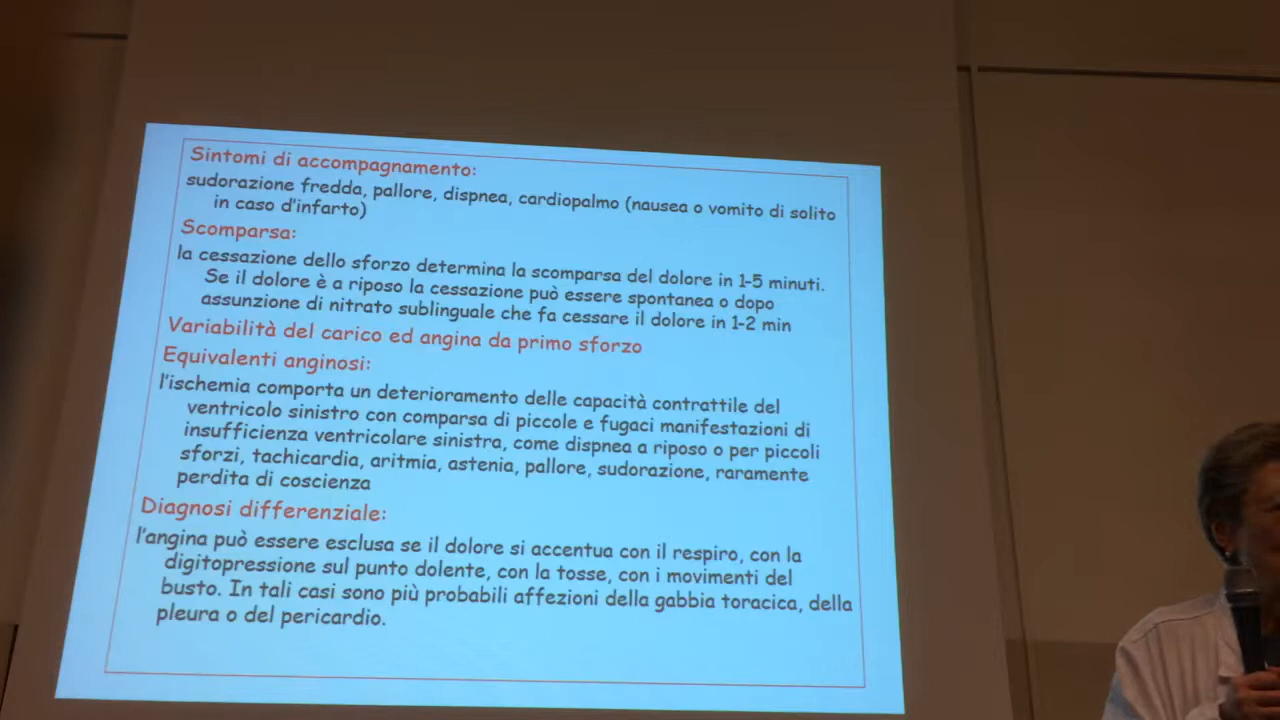 Sintomi di accompagnamento:
sudorazione fredda, pallore, dispnea, cardiopalmo (nausea o vomito di solito
in caso d'infarto)
Scomparsa:
la cessazione dello sforzo determina la scomparsa del dolore in 1-5 minuti.
Se il dolore è a riposo la cessazione può essere spontanea o dopo
assunzione di nitrato sublinguale che fa cessare il dolore in 1-2 min
Variabilità del carico ed angina da primo sforzo
Equivalenti anginosi:
l'ischemia comporta un deterioramento delle capacità contrattile del
ventricolo sinistro con comparsa di piccole e fugaci manifestazioni di
insufficienza ventricolare sinistra, come dispnea a riposo o per piccoli
sforzi, tachicardia, aritmia, astenia, pallore, sudorazione, raramente
perdita di coscienza
Diagnosi differenziale:
l'angina può essere esclusa se il dolore si accentua con il respiro, con la
digitopressione sul punto dolente, con la tosse, con i movimenti del
busto. In tali casi sono più probabili affezioni della gabbia toracica, della
pleura o del pericardio.